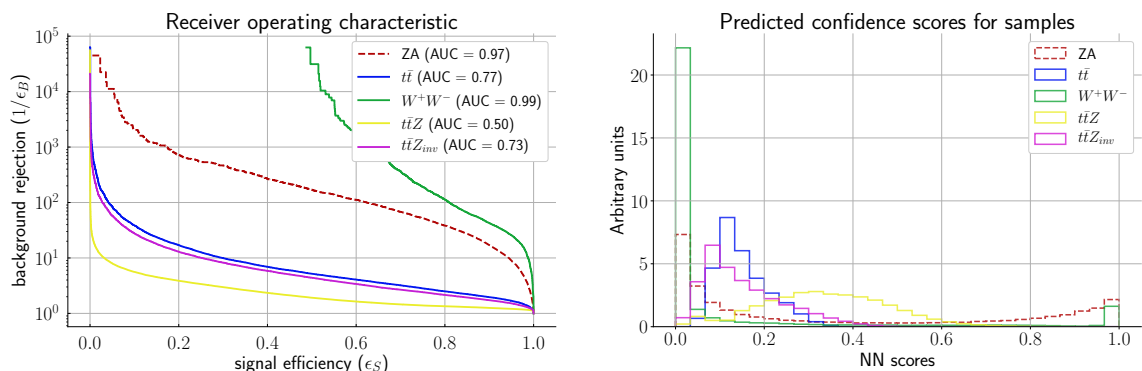 Receiver operating characteristic
background rejection (1/ϵ_B)
10^5
10^4
10^3
10^2
10^1
10^0
0.0 0.2 0.4 0.6 0.8 1.0
signal efficiency (ϵ_S)
ZA (AUC = 0.97)
tt̄ (AUC = 0.77)
W^+W^- (AUC = 0.99)
tt̄Z (AUC = 0.50)
tt̄Z_inv (AUC = 0.73)
Predicted confidence scores for samples
Arbitrary units
20
15
10
5
0
0.0 0.2 0.4 0.6 0.8 1.0
NN scores
ZA
tt̄
W^+W^-
tt̄Z
tt̄Z_inv